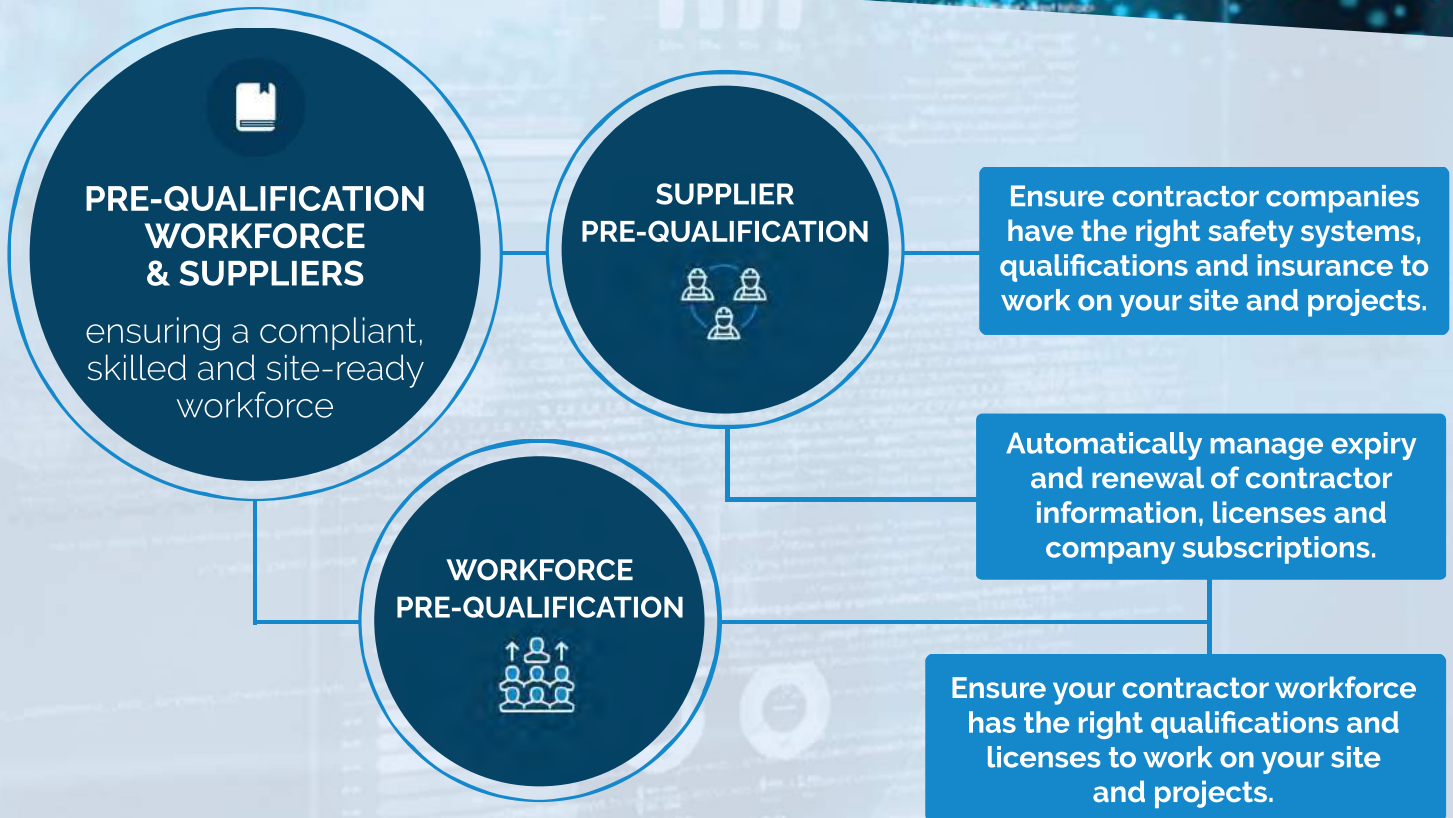 PRE-QUALIFICATION
WORKFORCE
& SUPPLIERS
ensuring a compliant,
skilled and site-ready
workforce
SUPPLIER
PRE-QUALIFICATION
Ensure contractor companies
have the right safety systems,
qualifications and insurance to
work on your site and projects.
Automatically manage expiry
and renewal of contractor
information, licenses and
company subscriptions.
WORKFORCE
PRE-QUALIFICATION
Ensure your contractor workforce
has the right qualifications and
licenses to work on your site
and projects.